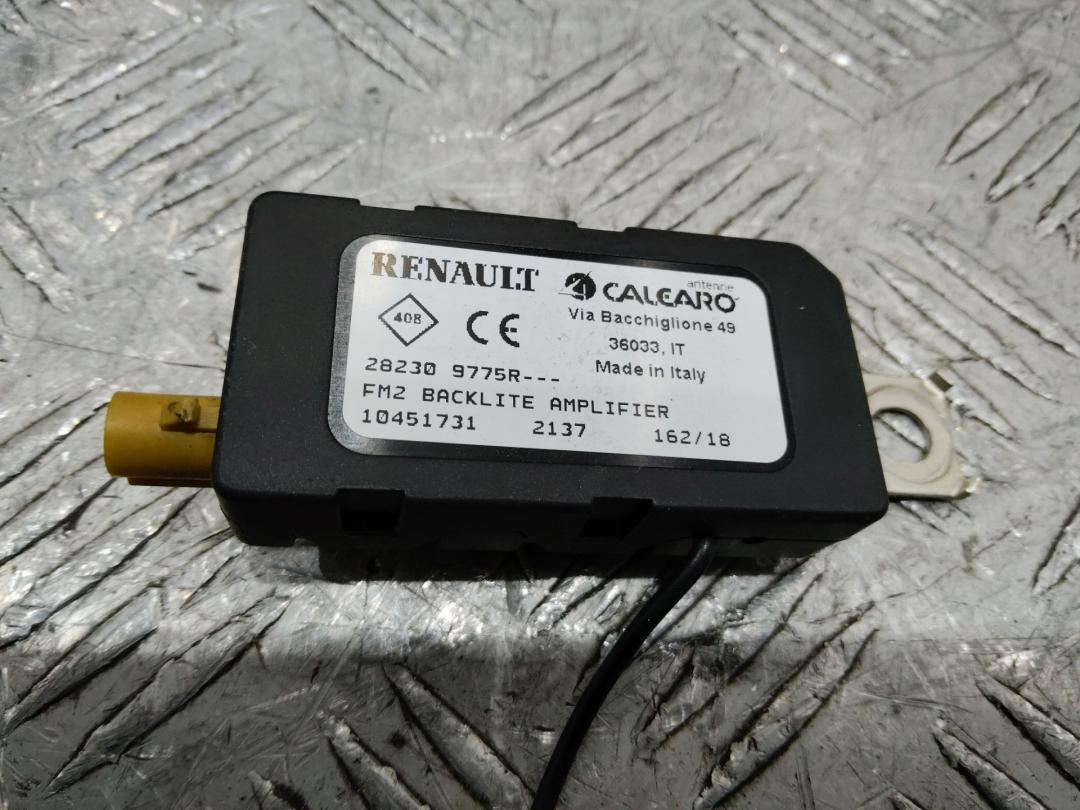 RENAULT
antenne
CALEARO
Via Bacchiglione 49
36033, IT
Made in Italy
40B
CE
28230 9775R---
FM2 BACKLITE AMPLIFIER
10451731 2137 162/18